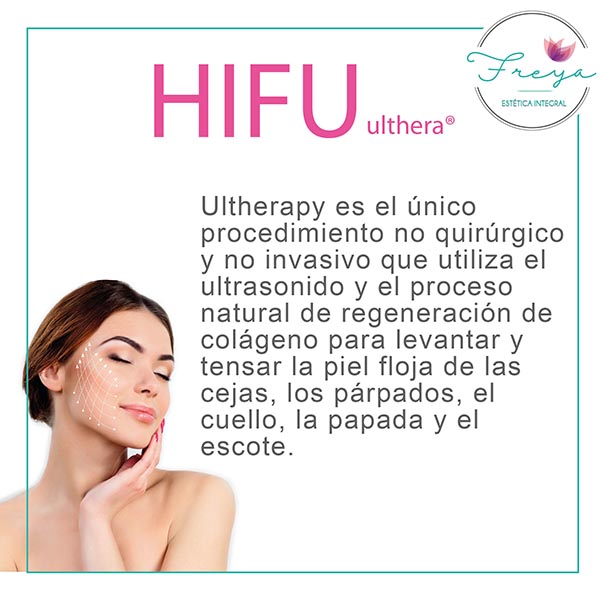 Freya
ESTÉTICA INTEGRAL
HIFU ulthera®
Ultherapy es el único
procedimiento no quirúrgico
y no invasivo que utiliza el
ultrasonido y el proceso
natural de regeneración de
colágeno para levantar y
tensar la piel floja de las
cejas, los párpados, el
cuello, la papada y el
escote.